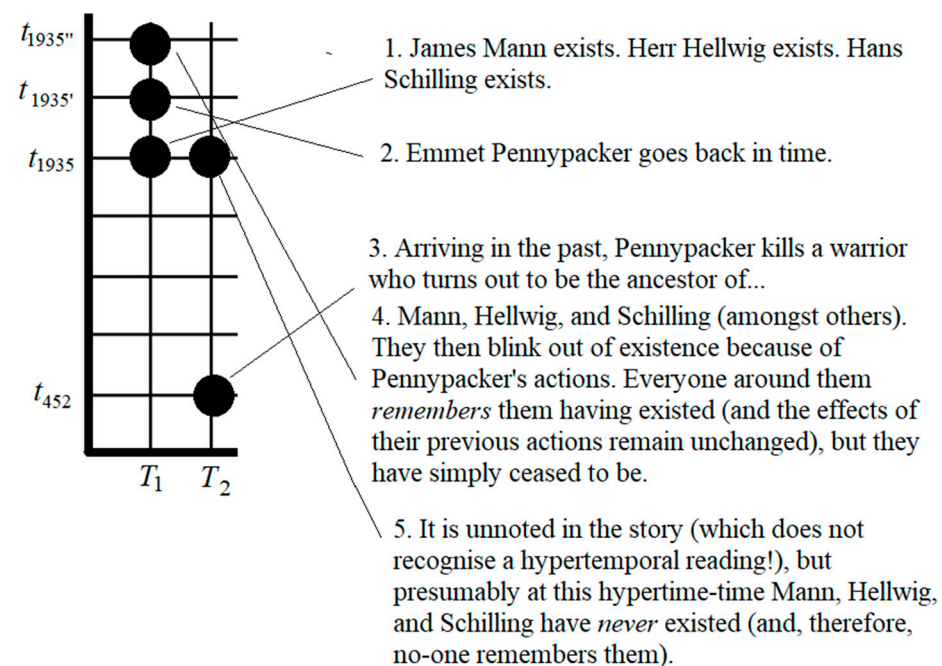 t1935"
t1935'
t1935
t452
T1
T2
1. James Mann exists. Herr Hellwig exists. Hans
Schilling exists.
2. Emmet Pennypacker goes back in time.
3. Arriving in the past, Pennypacker kills a warrior
who turns out to be the ancestor of...
4. Mann, Hellwig, and Schilling (amongst others).
They then blink out of existence because of
Pennypacker's actions. Everyone around them
remembers them having existed (and the effects of
their previous actions remain unchanged), but they
have simply ceased to be.
5. It is unnoted in the story (which does not
recognise a hypertemporal reading!), but
presumably at this hypertime-time Mann, Hellwig,
and Schilling have never existed (and, therefore,
no-one remembers them).